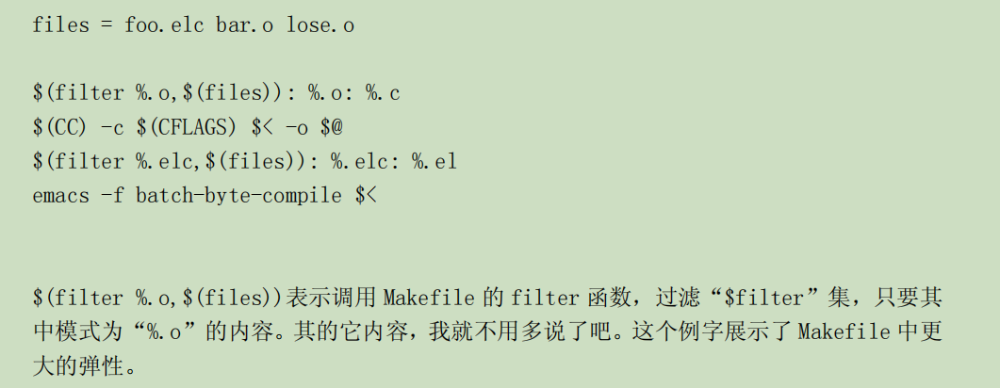 files = foo.elc bar.o lose.o
$(filter %.o,$(files)): %.o: %.c
$(CC) -c $(CFLAGS) $< -o $@
$(filter %.elc,$(files)): %.elc: %.el
emacs -f batch-byte-compile $<
$(filter %.o,$(files))表示调用 Makefile 的 filter 函数，过滤“$filter”集，只要其
中模式为“%.o”的内容。其的它内容，我就不用多说了吧。这个例字展示了 Makefile 中更
大的弹性。